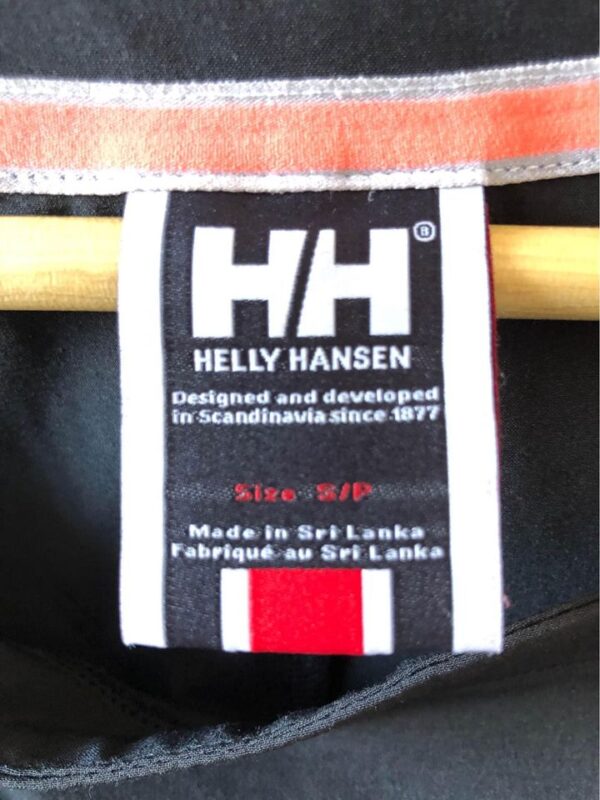 HH®
HELLY HANSEN
Designed and developed
in Scandinavia since 1877
Size S/P
Made in Sri Lanka
Fabriqué au Sri Lanka